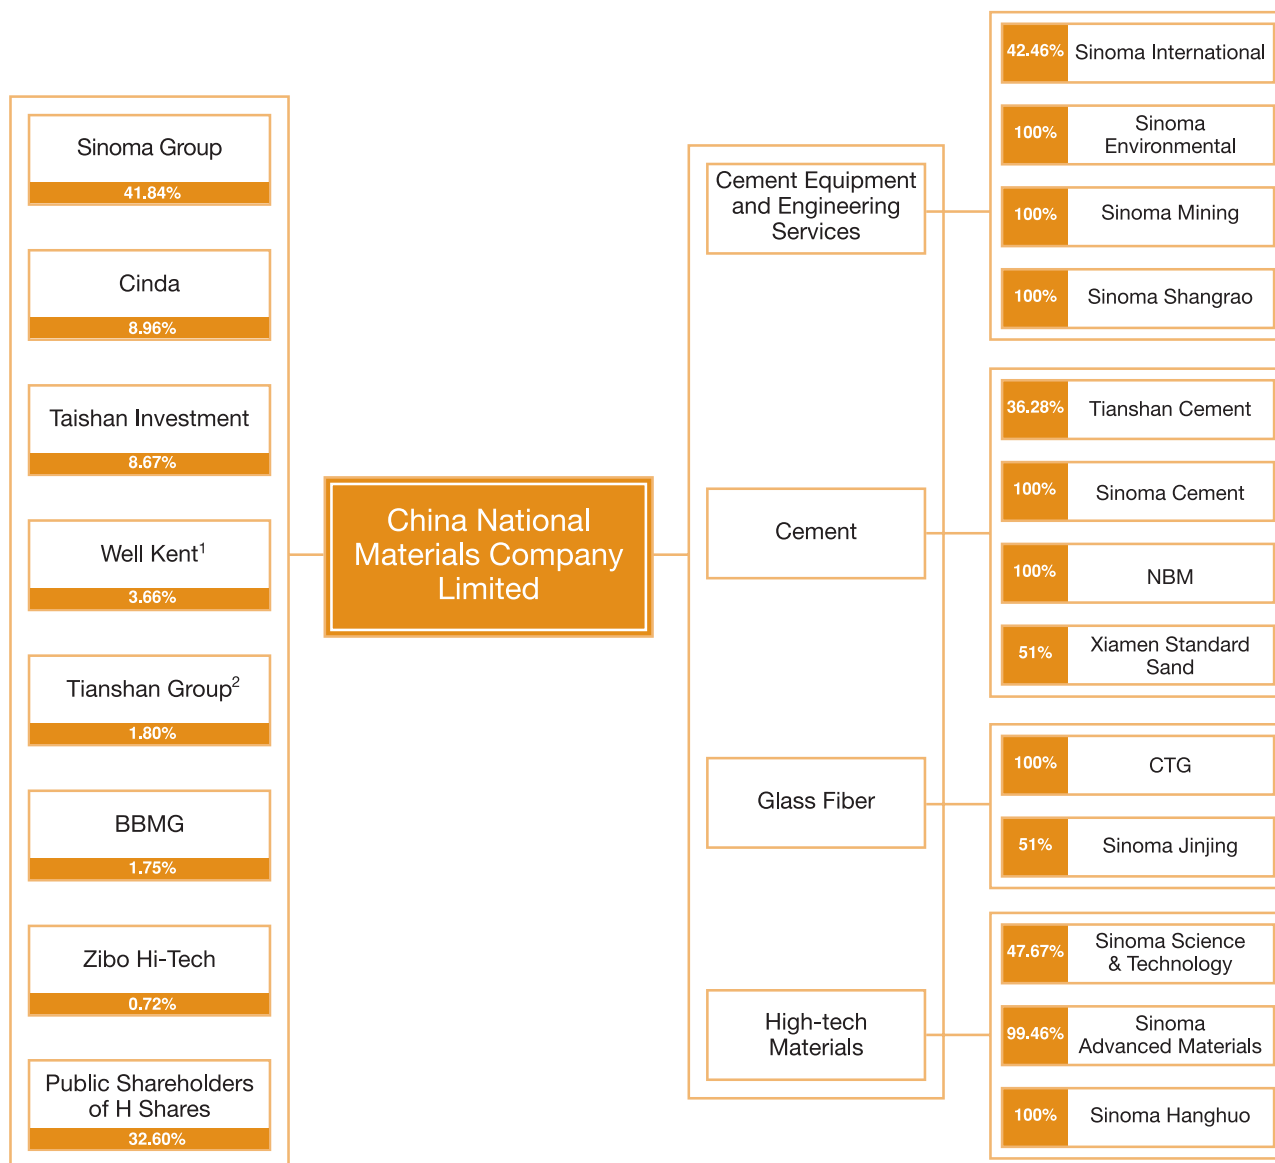 Sinoma Group
41.84%
Cinda
8.96%
Taishan Investment
8.67%
Well Kent1
3.66%
Tianshan Group2
1.80%
BBMG
1.75%
Zibo Hi-Tech
0.72%
Public Shareholders
of H Shares
32.60%
China National
Materials Company
Limited
Cement Equipment
and Engineering
Services
Cement
Glass Fiber
High-tech
Materials
42.46% Sinoma International
100% Sinoma
Environmental
100% Sinoma Mining
100% Sinoma Shangrao
36.28% Tianshan Cement
100% Sinoma Cement
100% NBM
51% Xiamen Standard
Sand
100% CTG
51% Sinoma Jinjing
47.67% Sinoma Science
& Technology
99.46% Sinoma
Advanced Materials
100% Sinoma Hanghuo